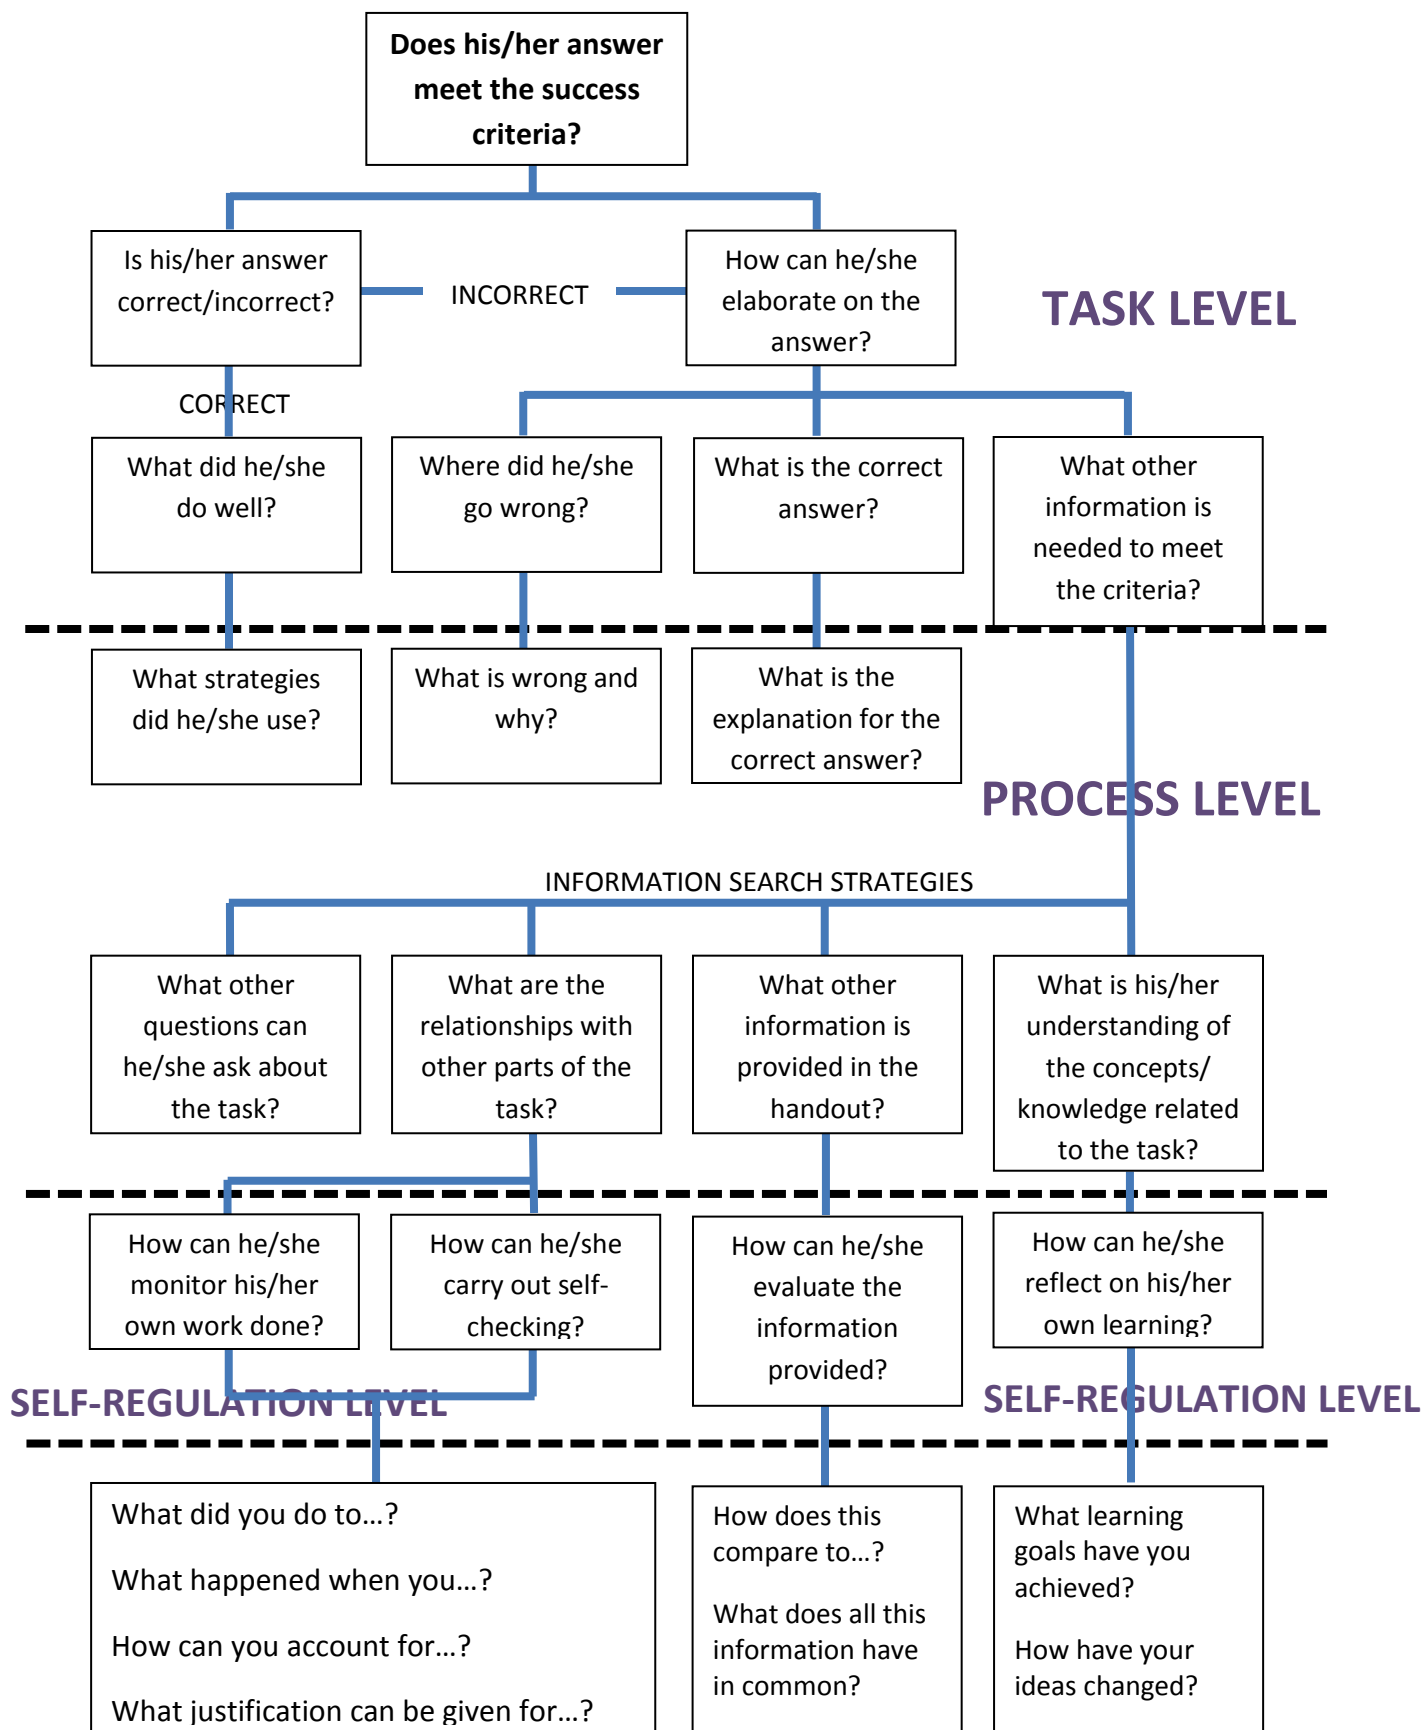 Does his/her answer
meet the success
criteria?
Is his/her answer
correct/incorrect?
INCORRECT
How can he/she
elaborate on the
answer?
TASK LEVEL
CORRECT
What did he/she
do well?
Where did he/she
go wrong?
What is the correct
answer?
What other
information is
needed to meet
the criteria?
What strategies
did he/she use?
What is wrong and
why?
What is the
explanation for the
correct answer?
PROCESS LEVEL
INFORMATION SEARCH STRATEGIES
What other
questions can
he/she ask about
the task?
What are the
relationships with
other parts of the
task?
What other
information is
provided in the
handout?
What is his/her
understanding of
the concepts/
knowledge related
to the task?
How can he/she
monitor his/her
own work done?
How can he/she
carry out self-
checking?
How can he/she
evaluate the
information
provided?
How can he/she
reflect on his/her
own learning?
SELF-REGULATION LEVEL
SELF-REGULATION LEVEL
What did you do to…?
What happened when you…?
How can you account for…?
What justification can be given for…?
How does this
compare to…?
What does all this
information have
in common?
What learning
goals have you
achieved?
How have your
ideas changed?